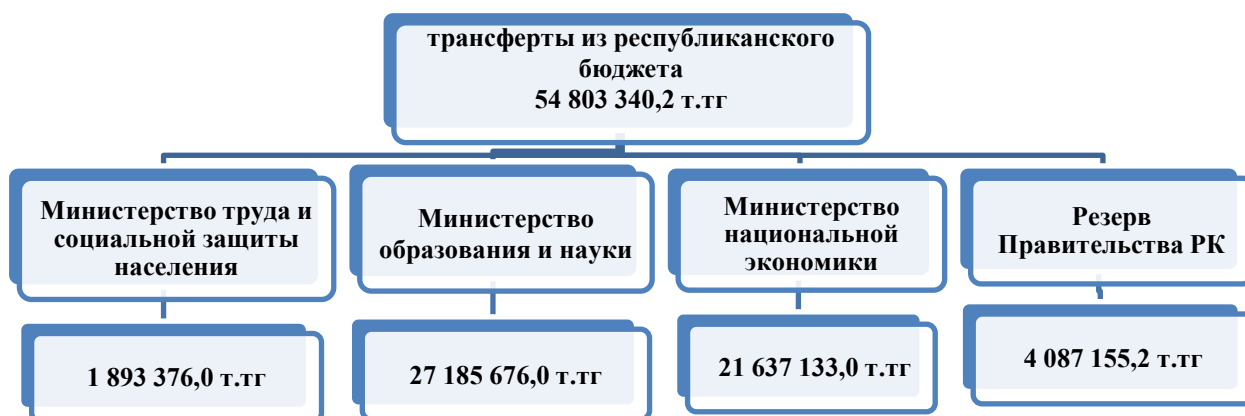 трансферты из республиканского
бюджета
54 803 340,2 т.тг
Министерство труда и
социальной защиты
населения
Министерство
образования и науки
Министерство
национальной
экономики
Резерв
Правительства РК
1 893 376,0 т.тг
27 185 676,0 т.тг
21 637 133,0 т.тг
4 087 155,2 т.тг